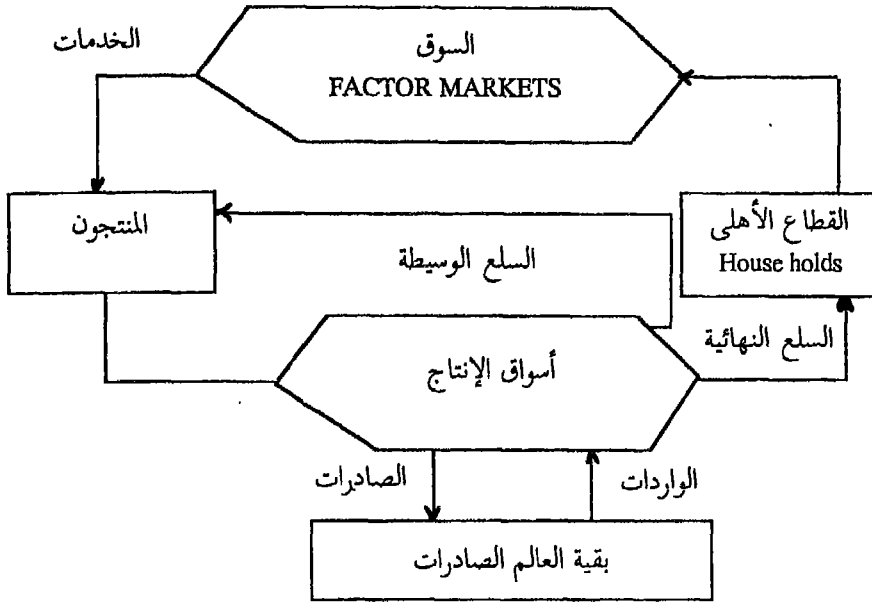 الخدمات
السوق
FACTOR MARKETS
المنتجون
القطاع الأهلى
House holds
السلع الوسيطة
السلع النهائية
أسواق الإنتاج
الصادرات
الواردات
بقية العالم الصادرات